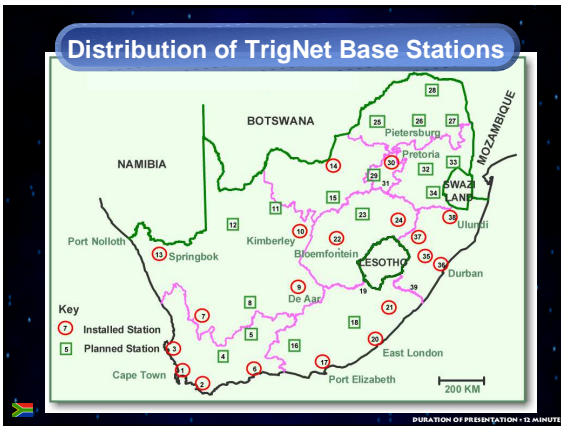 Distribution of TrigNet Base Stations
28
BOTSWANA
25
26
27
MOZAMBIQUE
Pietersburg
NAMIBIA
14
30
Pretoria
33
29
31
32
SWAZI
LAND
34
15
11
23
12
24
38
Ulundi
10
Kimberley
22
37
Port Nolloth
13
Springbok
Bloemfontein
35
36
LESOTHO
Durban
9
De Aar
19
39
8
21
Key
7
18
7
Installed Station
5
5
Planned Station
3
4
16
20
East London
Cape Town
1
2
6
17
Port Elizabeth
200 KM
DURATION OF PRESENTATION - 12 MINUTE